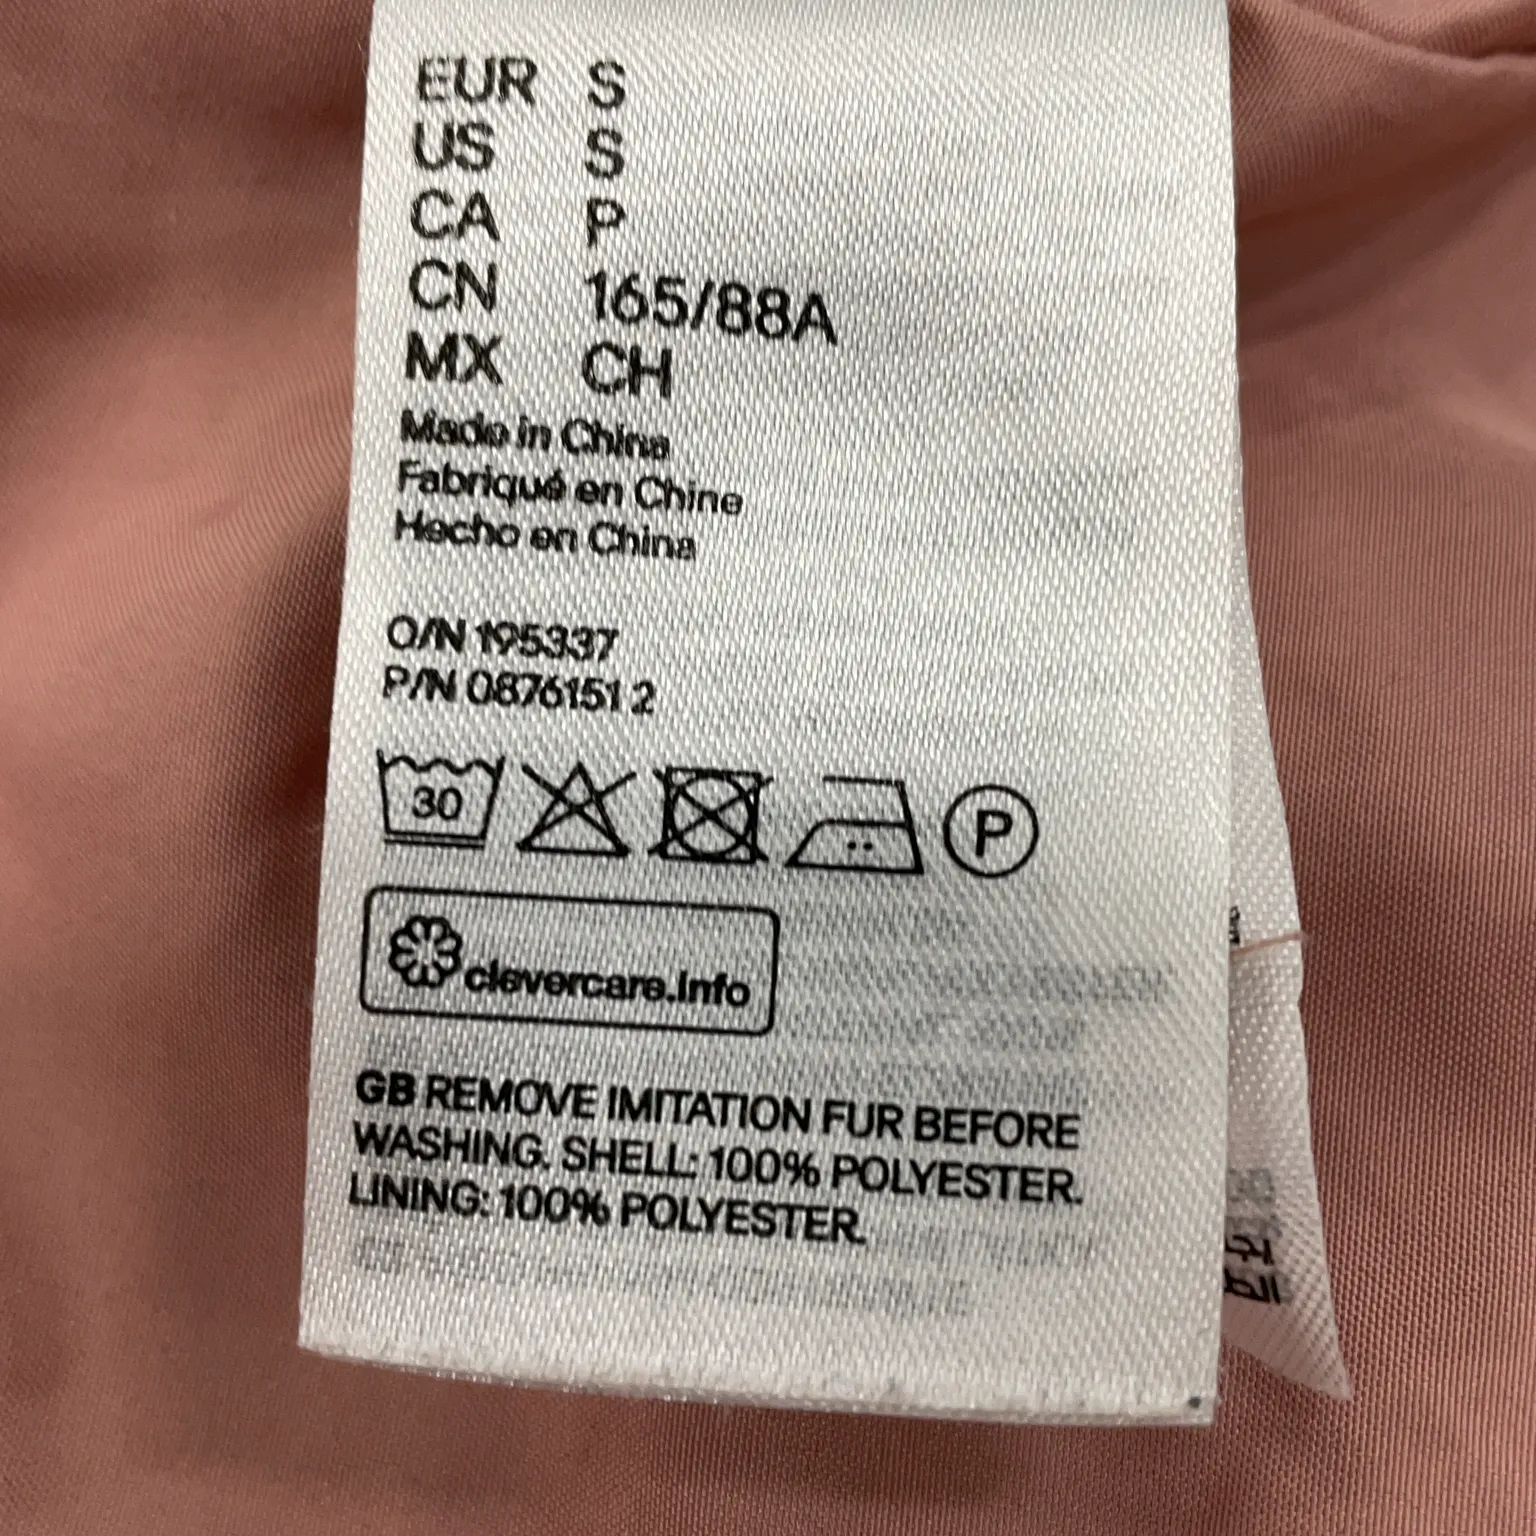 EUR S
US S
CA P
CN 165/88A
MX CH
Made in China
Fabriqué en Chine
Hecho en China
O/N 195337
P/N 0876151 2
30
P
clevercare.info
GB REMOVE IMITATION FUR BEFORE
WASHING. SHELL: 100% POLYESTER.
LINING: 100% POLYESTER.